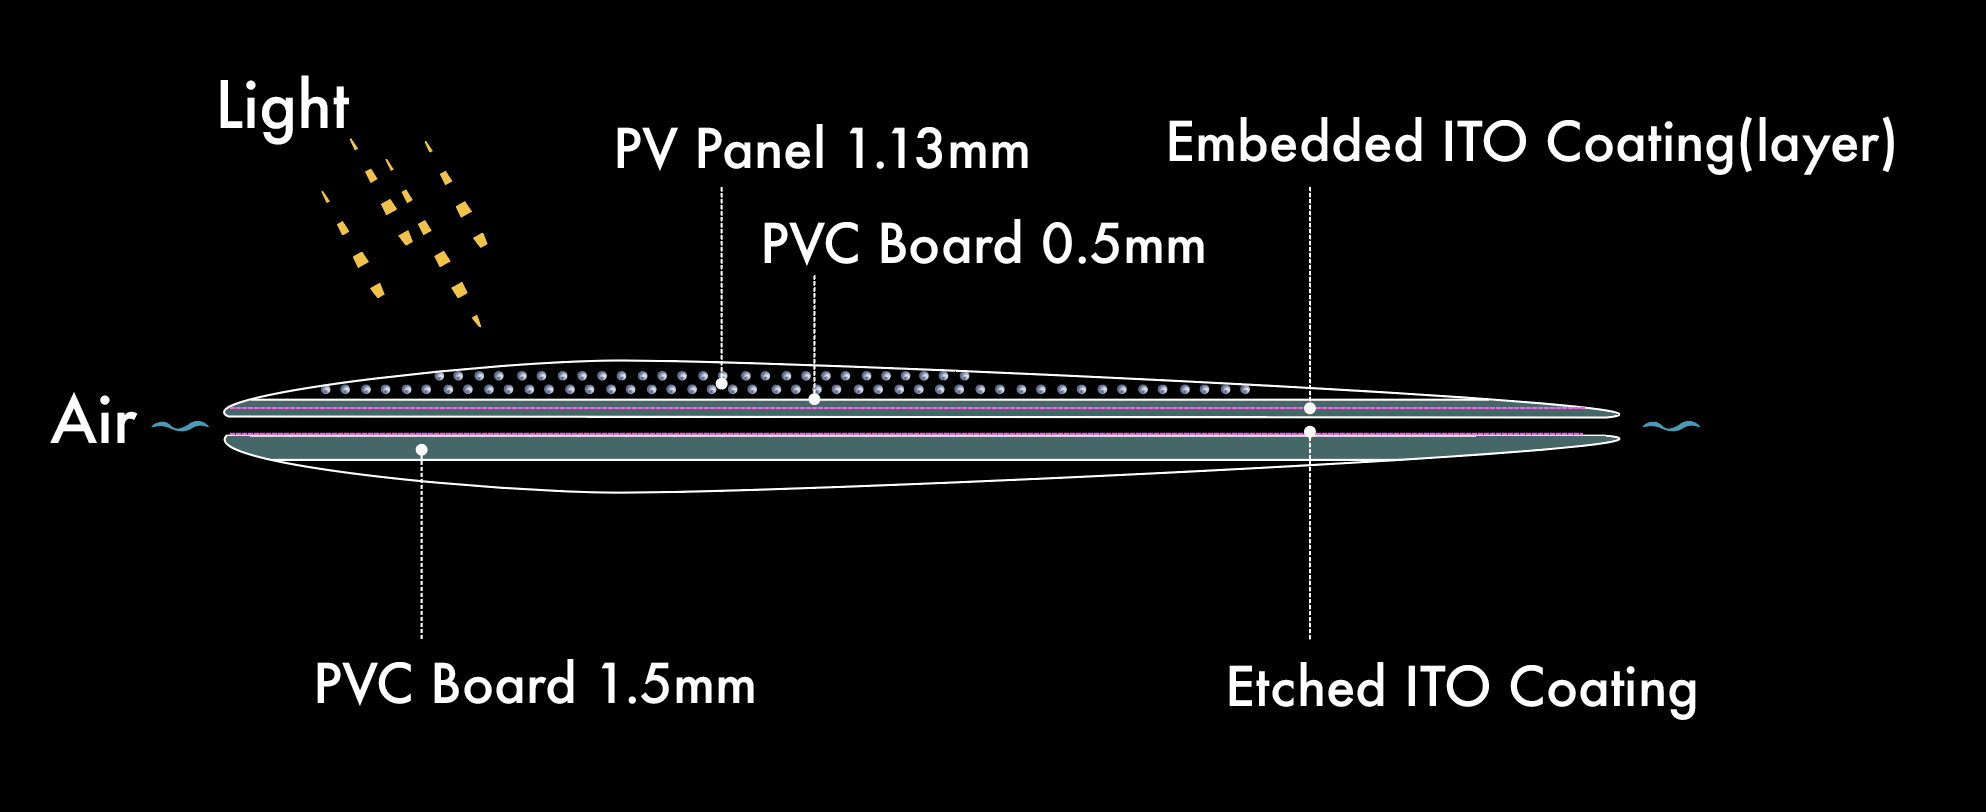 Light
PV Panel 1.13mm
Embedded ITO Coating(layer)
PVC Board 0.5mm
Air
PVC Board 1.5mm
Etched ITO Coating